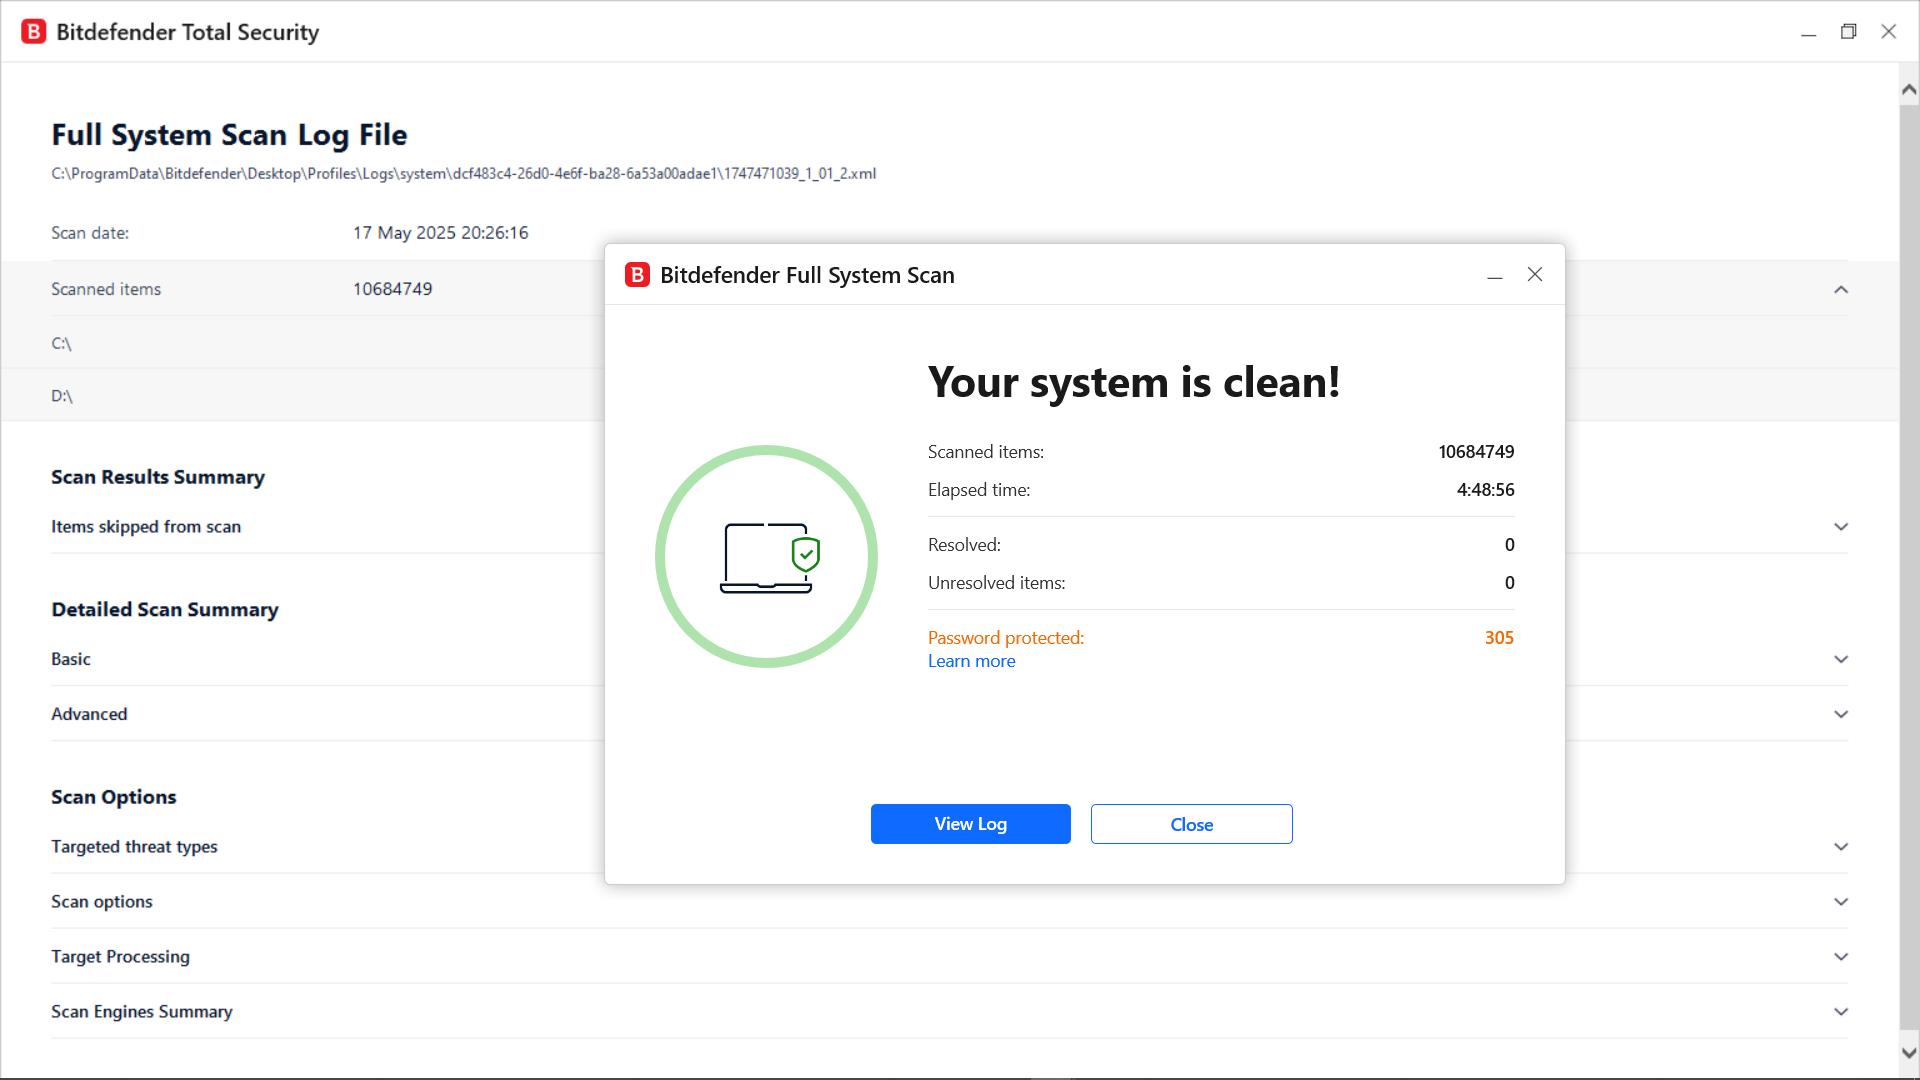 B Bitdefender Total Security
Full System Scan Log File
C:\ProgramData\Bitdefender\Desktop\Profiles\Logs\system\dcf483c4-26d0-4e6f-ba28-6a53a00adae1\1747471039_1_01_2.xml
Scan date: 17 May 2025 20:26:16
Scanned items 10684749
C:\
D:\
Scan Results Summary
Items skipped from scan
Detailed Scan Summary
Basic
Advanced
Scan Options
Targeted threat types
Scan options
Target Processing
Scan Engines Summary
B Bitdefender Full System Scan
Your system is clean!
Scanned items: 10684749
Elapsed time: 4:48:56
Resolved: 0
Unresolved items: 0
Password protected: 305
Learn more
View Log Close